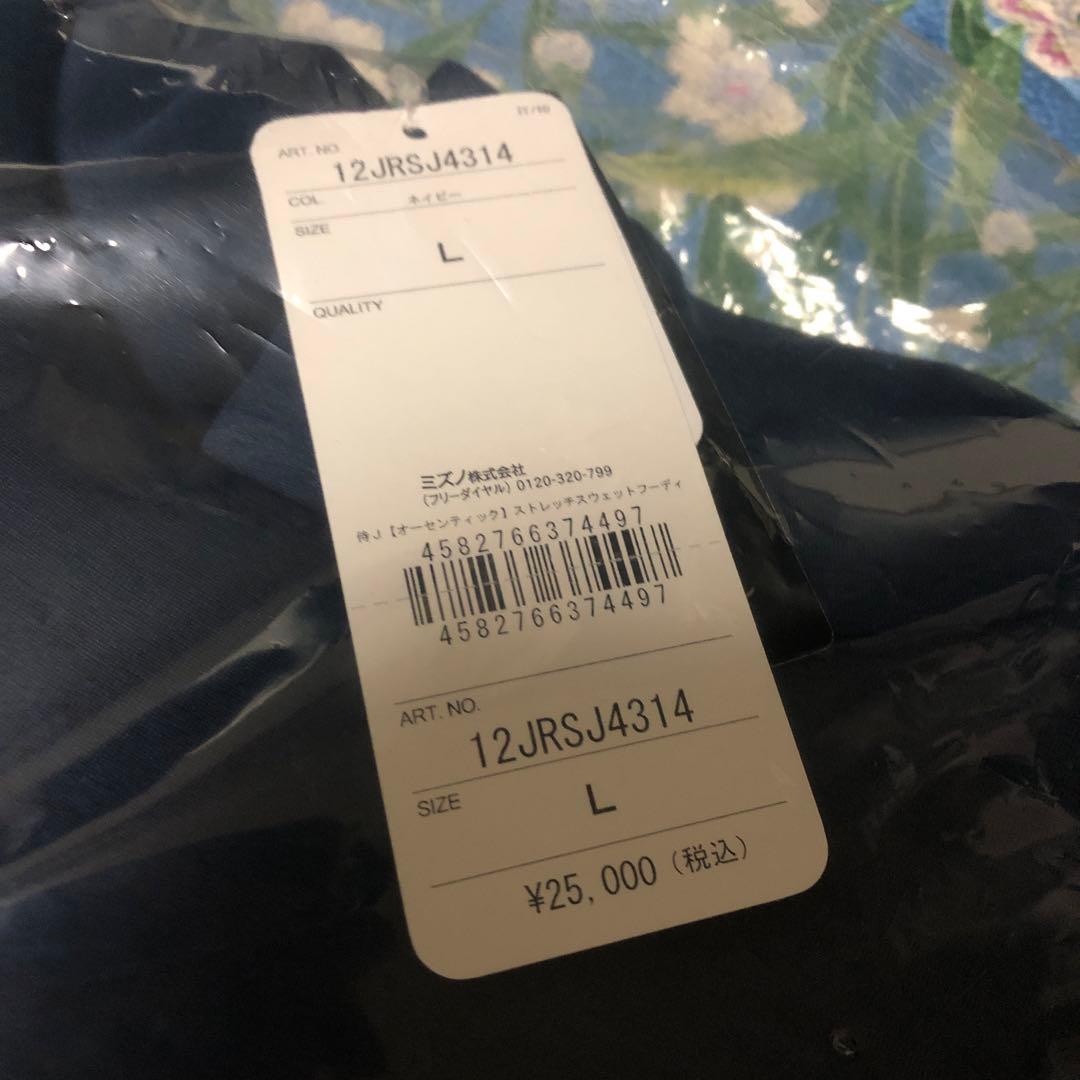 ART. NO
12JRSJ4314
COL. ネイビー
SIZE
L
QUALITY
ミズノ株式会社
(フリーダイヤル) 0120-320-799
侍J【オーセンティック】ストレッチスウェットフーディ
4582766374497
4582766374497
ART. NO.
12JRSJ4314
SIZE
L
¥25,000 (税込)